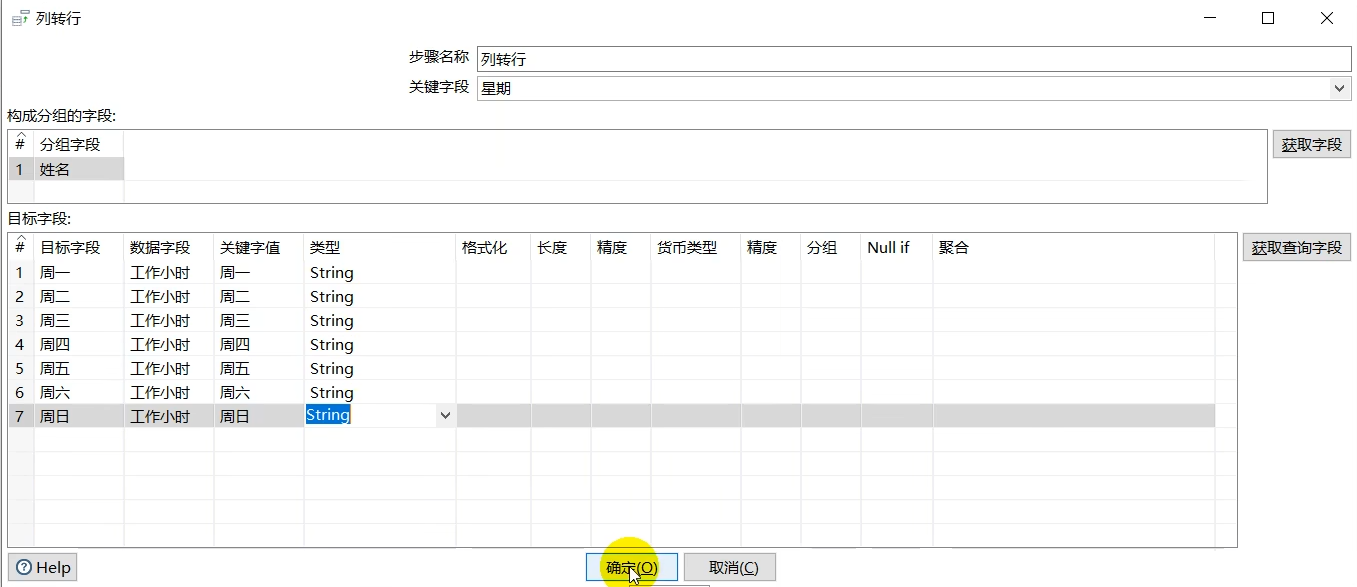 列转行
步骤名称 列转行
关键字段 星期
构成分组的字段:
# 分组字段
1 姓名
获取字段
目标字段:
# 目标字段 数据字段 关键字值 类型 格式化 长度 精度 货币类型 精度 分组 Null if 聚合
获取查询字段
1 周一 工作小时 周一 String
2 周二 工作小时 周二 String
3 周三 工作小时 周三 String
4 周四 工作小时 周四 String
5 周五 工作小时 周五 String
6 周六 工作小时 周六 String
7 周日 工作小时 周日 String
Help 确定(O) 取消(C)